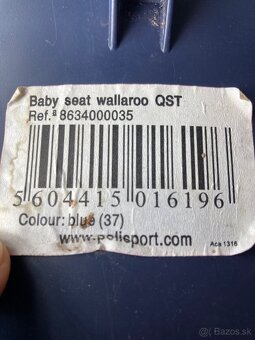 Baby seat wallaroo QST
Ref.ª 8634000035
5 604415 016196
Colour: blue (37)
www.polisport.com
Aca 1316
bazos.sk